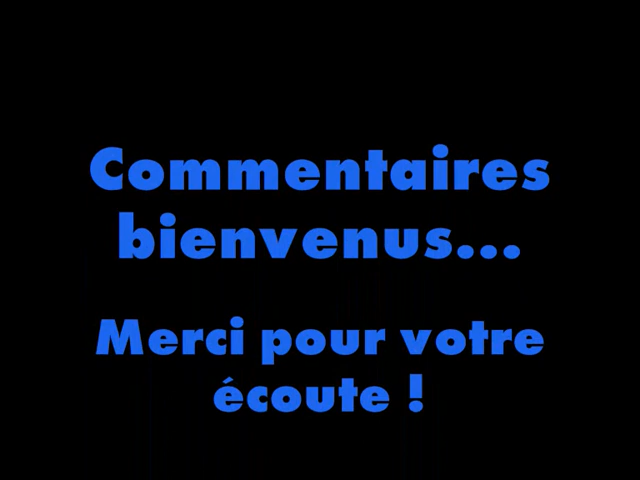 Commentaires
bienvenus...
Merci pour votre
écoute !